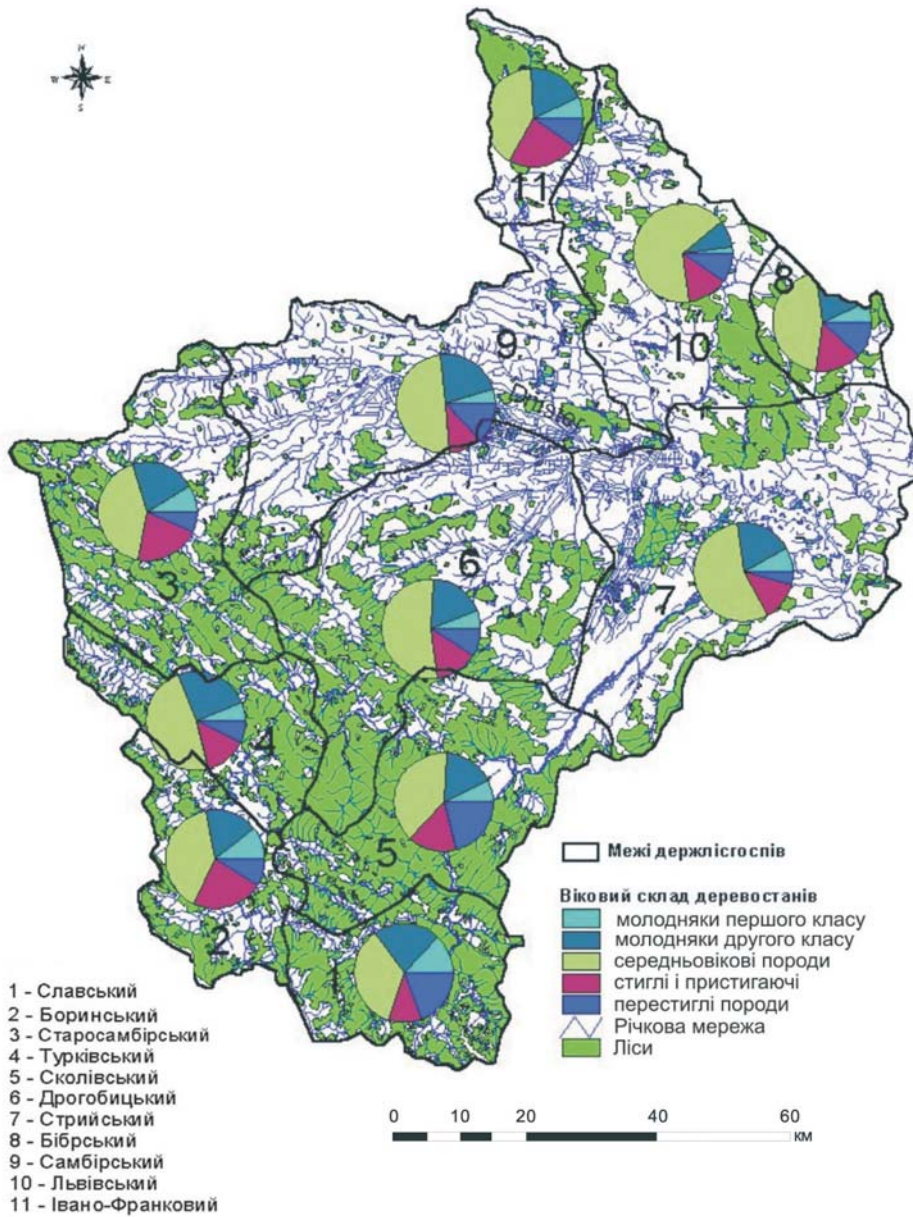 N
W E
S
11
8
10
9
Dnister
3
6
7
4
5
2
1
Межі держлісгоспів
Віковий склад деревостанів
молодняки першого класу
молодняки другого класу
середньовікові породи
стиглі і пристигаючі
перестиглі породи
Річкова мережа
Ліси
1 - Славський
2 - Боринський
3 - Старосамбірський
4 - Турківський
5 - Сколівський
6 - Дрогобицький
7 - Стрийський
8 - Бібрський
9 - Самбірський
10 - Львівський
11 - Івано-Франковий
0 10 20 40 60
км